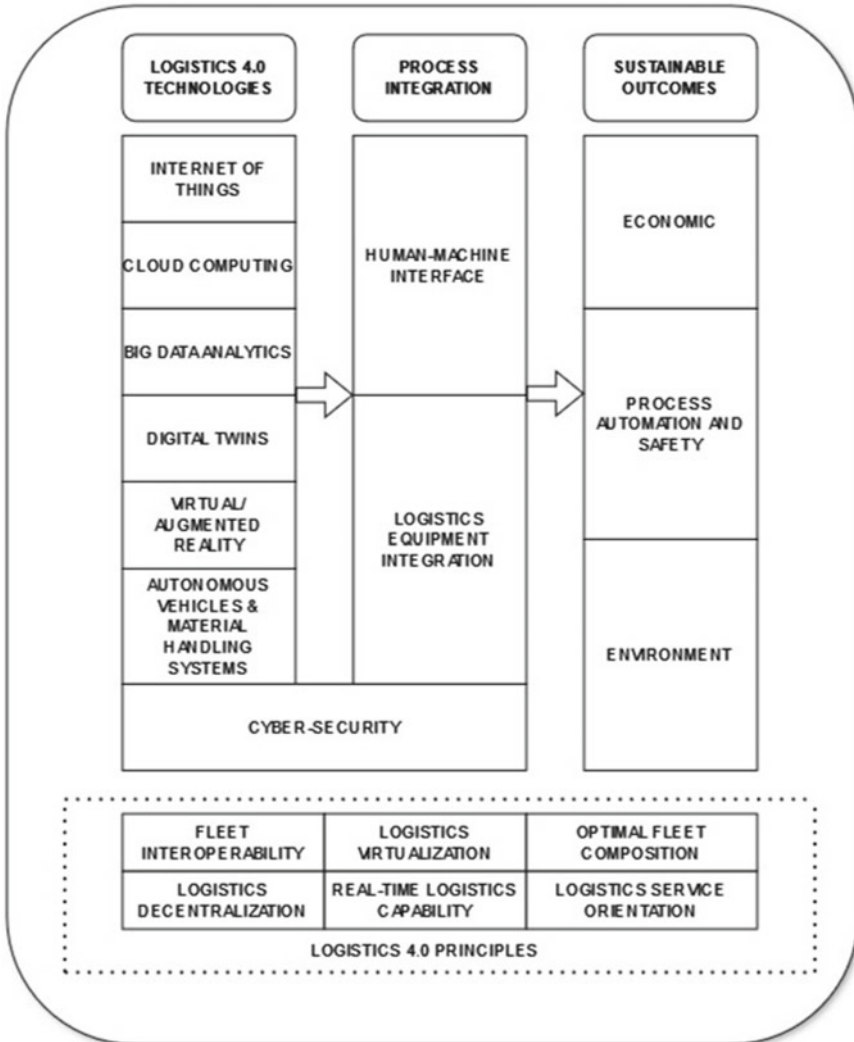 LOGISTICS 4.0
TECHNOLOGIES
PROCESS
INTEGRATION
SUSTAINABLE
OUTCOMES
INTERNET OF
THINGS
CLOUD COMPUTING
BIG DATA ANALYTICS
DIGITAL TWINS
VIRTUAL/
AUGMENTED
REALITY
AUTONOMOUS
VEHICLES &
MATERIAL
HANDLING
SYSTEMS
HUMAN-MACHINE
INTERFACE
LOGISTICS
EQUIPMENT
INTEGRATION
CYBER-SECURITY
ECONOMIC
PROCESS
AUTOMATION AND
SAFETY
ENVIRONMENT
FLEET
INTEROPERABILITY
LOGISTICS
VIRTUALIZATION
OPTIMAL FLEET
COMPOSITION
LOGISTICS
DECENTRALIZATION
REAL-TIME LOGISTICS
CAPABILITY
LOGISTICS SERVICE
ORIENTATION
LOGISTICS 4.0 PRINCIPLES